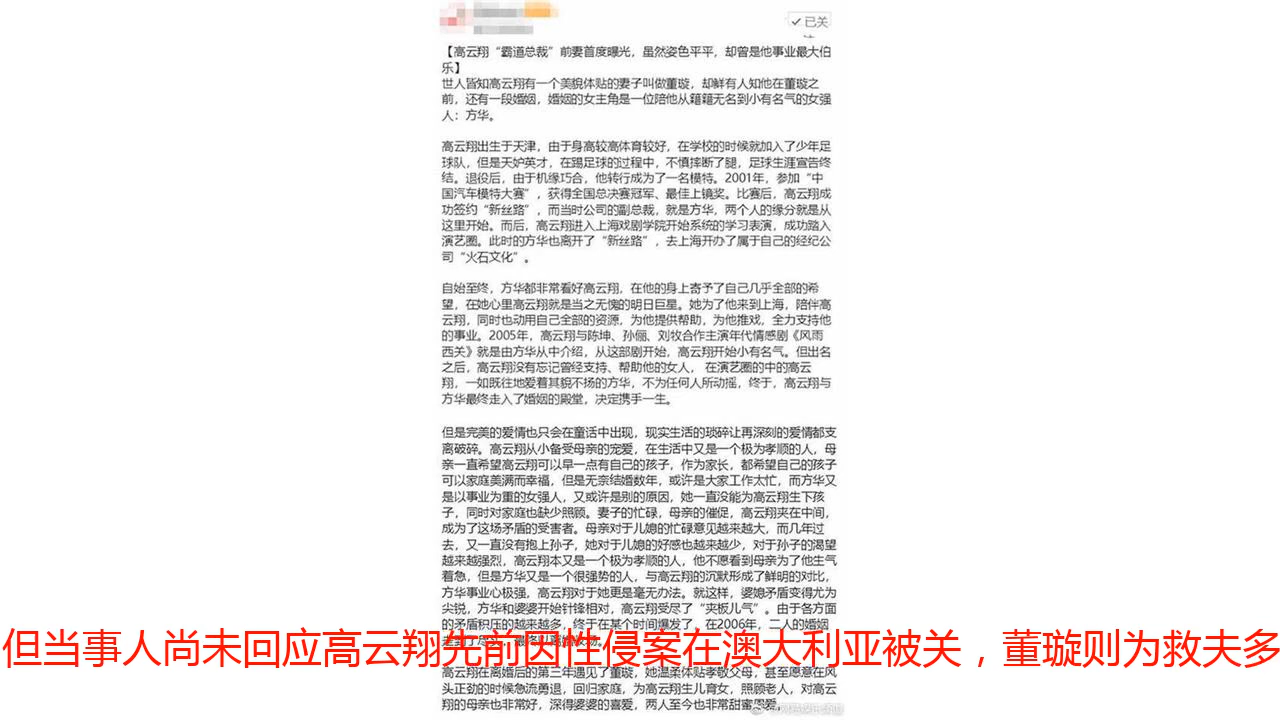 已关
【高云翔“霸道总裁”前妻首度曝光，虽然姿色平平，却曾是他事业最大伯
乐】
世人皆知高云翔有一个美貌体贴的妻子叫做董璇，却鲜有人知他在董璇之
前，还有一段婚姻，婚姻的女主角是一位陪他从籍籍无名到小有名气的女强
人：方华。
高云翔出生于天津，由于身高较高体育较好，在学校的时候就加入了少年足
球队，但是天妒英才，在踢足球的过程中，不慎摔断了腿，足球生涯宣告终
结。退役后，由于机缘巧合，他转行成为了一名模特。2001年，参加“中
国汽车模特大赛”，获得全国总决赛冠军、最佳上镜奖。比赛后，高云翔成
功签约“新丝路”，而当时公司的副总裁，就是方华，两个人的缘分就是从
这里开始。而后，高云翔进入上海戏剧学院开始系统的学习表演，成功踏入
演艺圈。此时的方华也离开了“新丝路”，去上海开办了属于自己的经纪公
司“火石文化”。
自始至终，方华都非常看好高云翔，在他的身上寄予了自己几乎全部的希
望，在她心里高云翔就是当之无愧的明日巨星。她为了他来到上海，陪伴高
云翔，同时也动用自己全部的资源，为他提供帮助，为他推戏，全力支持他
的事业。2005年，高云翔与陈坤、孙俪、刘牧合作主演年代情感剧《风雨
西关》就是由方华从中介绍，从这部剧开始，高云翔开始小有名气。但出名
之后，高云翔没有忘记曾经支持、帮助他的女人， 在演艺圈的中的高云
翔，一如既往地爱着其貌不扬的方华，不为任何人所动摇，终于，高云翔与
方华最终走入了婚姻的殿堂，决定携手一生。
但是完美的爱情也只会在童话中出现，现实生活的琐碎让再深刻的爱情都支
离破碎。高云翔从小备受母亲的宠爱，在生活中又是一个极为孝顺的人，母
亲一直希望高云翔可以早一点有自己的孩子，作为家长，都希望自己的孩子
可以家庭美满而幸福，但是无奈结婚数年，或许是大家工作太忙，而方华又
是以事业为重的女强人，又或许是别的原因，她一直没能为高云翔生下孩
子，同时对家庭也缺少照顾。妻子的忙碌，母亲的催促，高云翔夹在中间，
成为了这场矛盾的受害者。母亲对于儿媳的忙碌意见越来越大，而几年过
去，又一直没有抱上孙子，她对于儿媳的好感也越来越少，对于孙子的渴望
越来越强烈，高云翔本又是一个极为孝顺的人，他不愿看到母亲为了他生气
着急，但是方华又是一个很强势的人，与高云翔的沉默形成了鲜明的对比，
方华事业心极强，高云翔对于她更是毫无办法。就这样，婆媳矛盾变得尤为
尖锐，方华和婆婆开始针锋相对，高云翔受尽了“夹板儿气”。由于各方面
的矛盾积压的越来越多，终于在某个时间爆发了，在2006年，二人的婚姻
但当事人尚未回应高云翔先前因性侵案在澳大利亚被关，董璇则为救夫多
高云翔在离婚后的第三年遇见了董璇，她温柔体贴孝敬父母，甚至愿意在风
头正劲的时候急流勇退，回归家庭，为高云翔生儿育女，照顾老人，对高云
翔的母亲也非常好，深得婆婆的喜爱，两人至今也非常甜蜜恩爱。